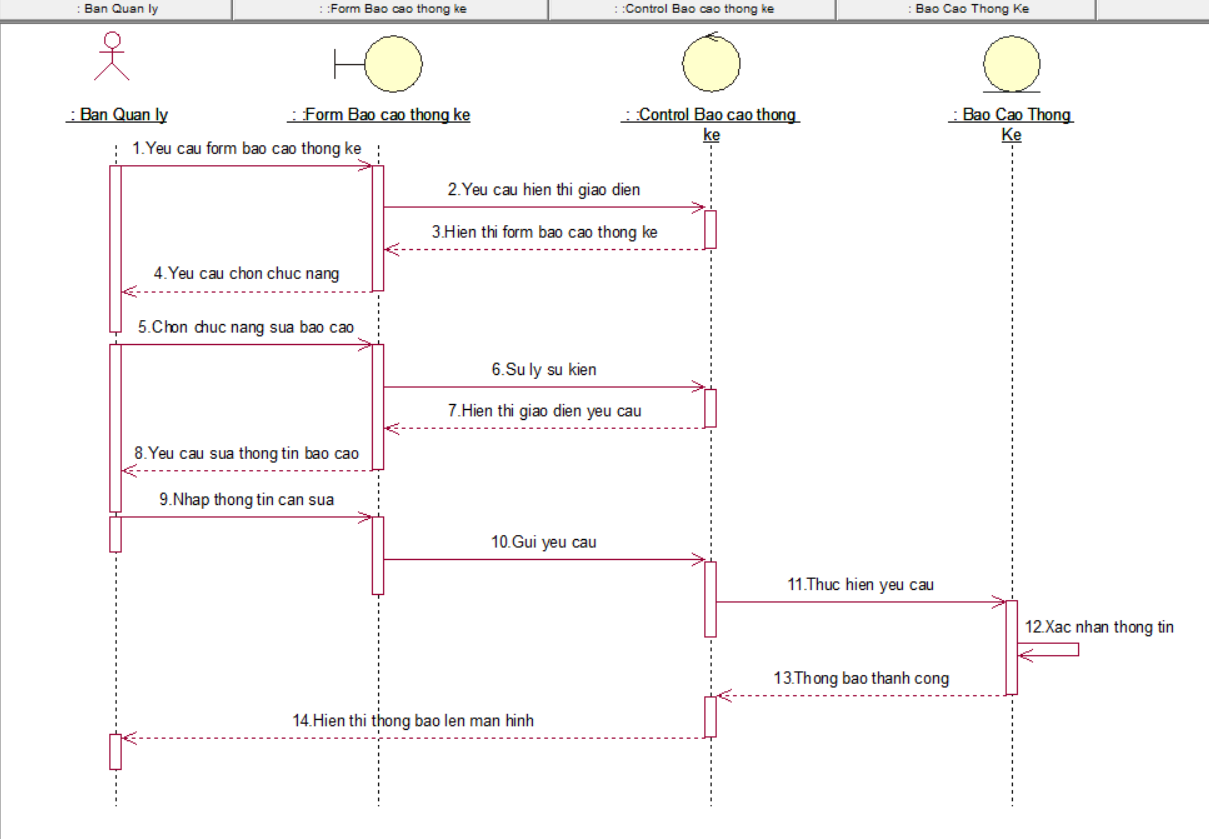 : Ban Quan ly
: :Form Bao cao thong ke
: :Control Bao cao thong ke
: Bao Cao Thong Ke
: Ban Quan ly
: :Form Bao cao thong ke
: :Control Bao cao thong
ke
: Bao Cao Thong
Ke
1.Yeu cau form bao cao thong ke
2.Yeu cau hien thi giao dien
3.Hien thi form bao cao thong ke
4.Yeu cau chon chuc nang
5.Chon chuc nang sua bao cao
6.Su ly su kien
7.Hien thi giao dien yeu cau
8.Yeu cau sua thong tin bao cao
9.Nhap thong tin can sua
10.Gui yeu cau
11.Thuc hien yeu cau
12.Xac nhan thong tin
13.Thong bao thanh cong
14.Hien thi thong bao len man hinh